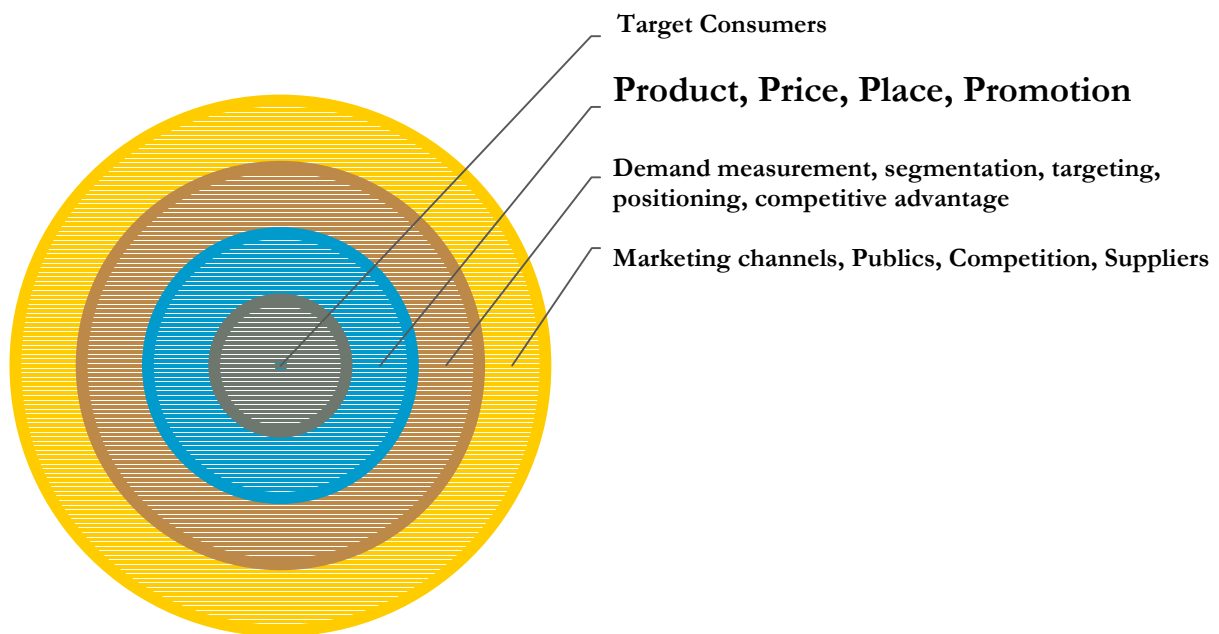 Target Consumers
Product, Price, Place, Promotion
Demand measurement, segmentation, targeting,
positioning, competitive advantage
Marketing channels, Publics, Competition, Suppliers